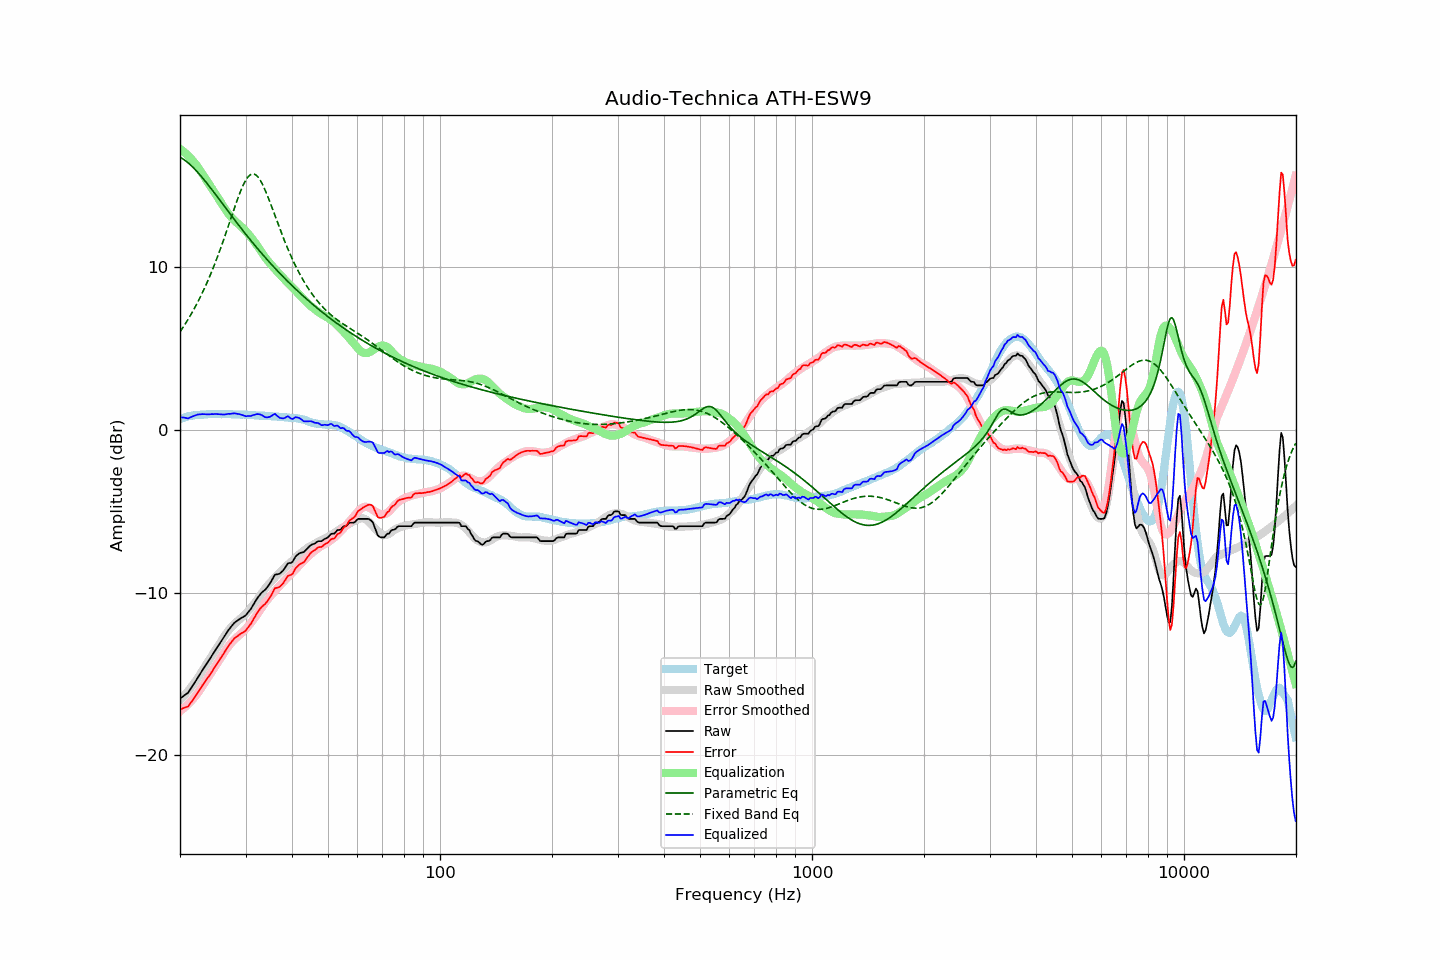 Audio-Technica ATH-ESW9
Amplitude (dBr)
10
0
−10
−20
Target
Raw Smoothed
Error Smoothed
Raw
Error
Equalization
Parametric Eq
Fixed Band Eq
Equalized
100
1000
10000
Frequency (Hz)